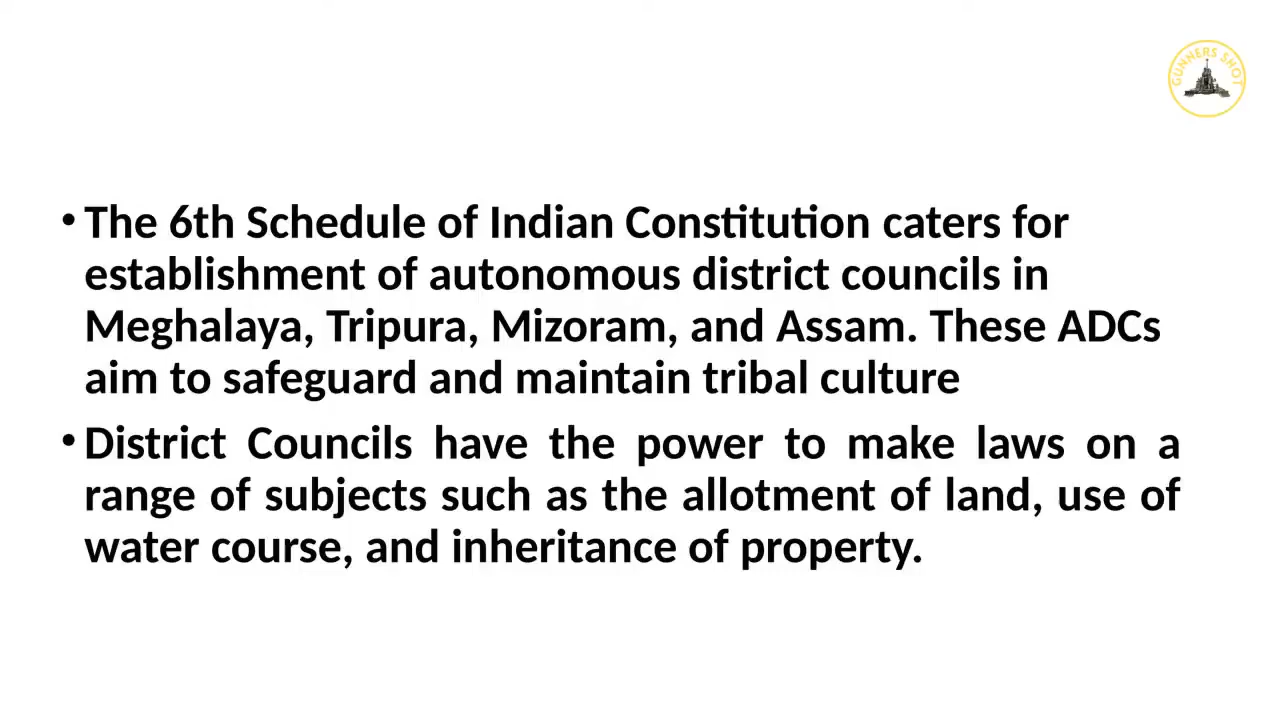 GUNNERS SHOT
• The 6th Schedule of Indian Constitution caters for
establishment of autonomous district councils in
Meghalaya, Tripura, Mizoram, and Assam. These ADCs
aim to safeguard and maintain tribal culture
• District Councils have the power to make laws on a
range of subjects such as the allotment of land, use of
water course, and inheritance of property.